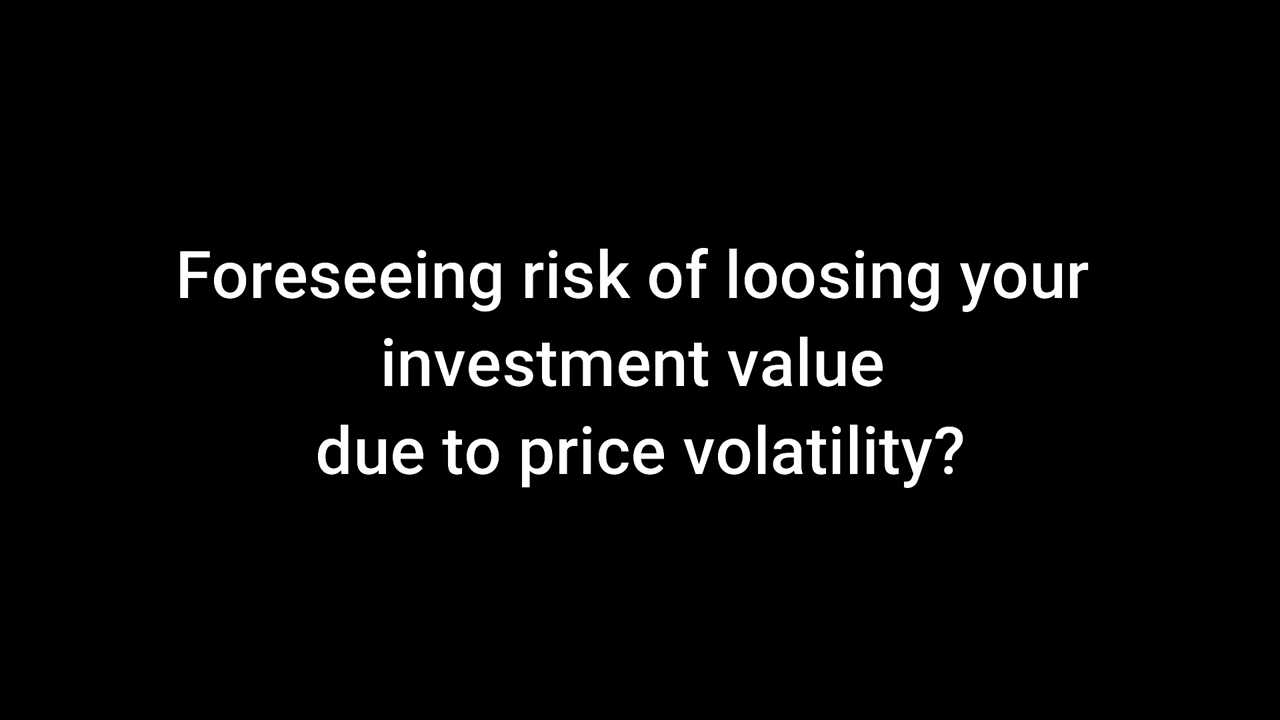 Foreseeing risk of loosing your
investment value
due to price volatility?